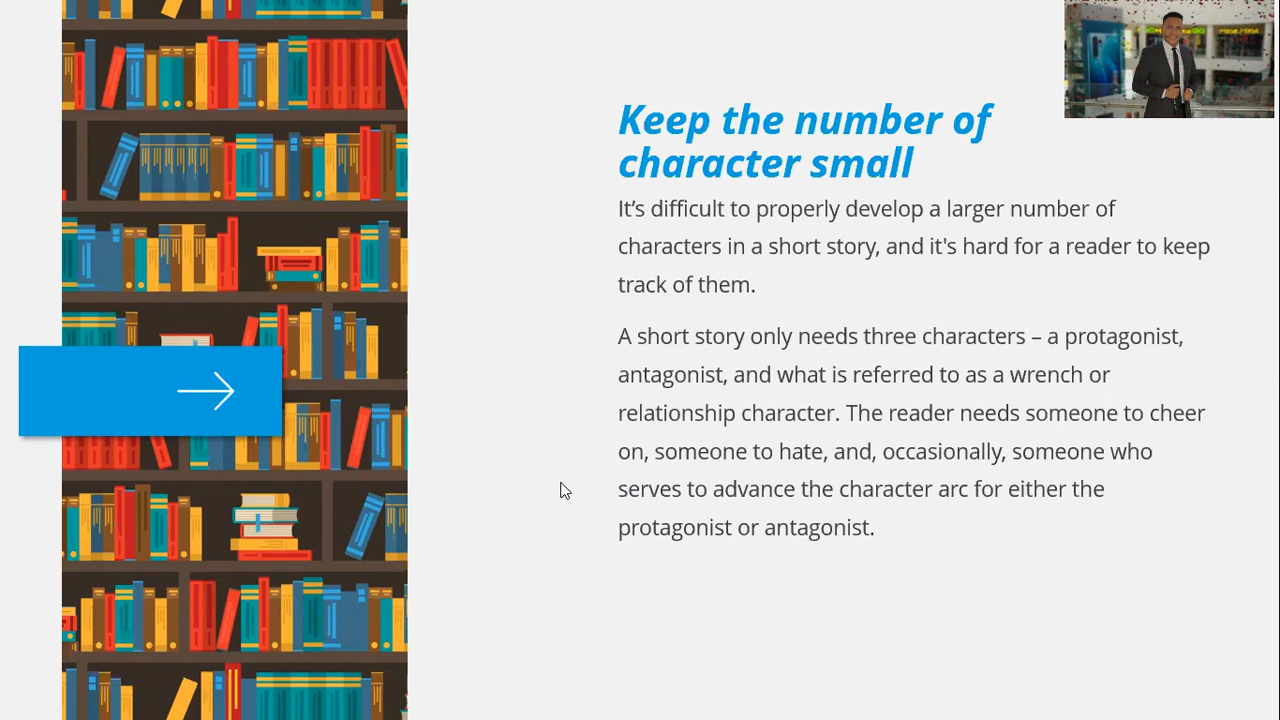 Keep the number of
character small
It’s difficult to properly develop a larger number of
characters in a short story, and it's hard for a reader to keep
track of them.
A short story only needs three characters – a protagonist,
antagonist, and what is referred to as a wrench or
relationship character. The reader needs someone to cheer
on, someone to hate, and, occasionally, someone who
serves to advance the character arc for either the
protagonist or antagonist.